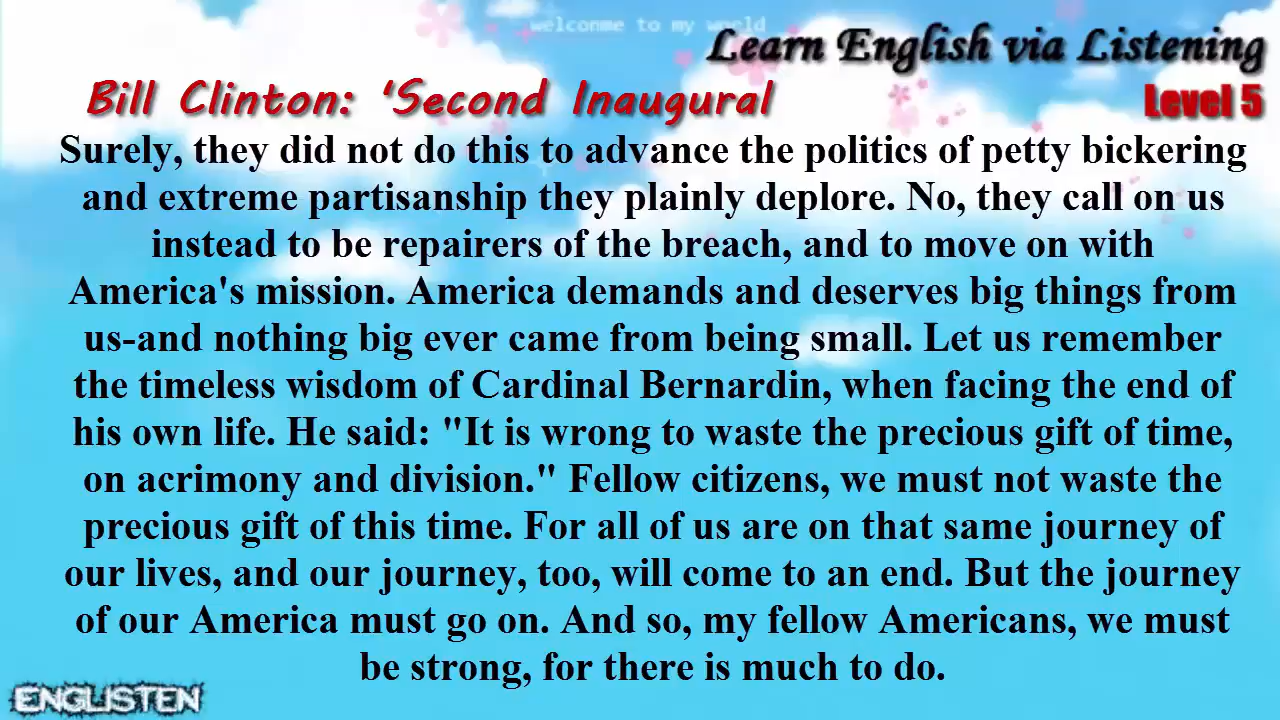 welconme to my world
Learn English via Listening
Bill Clinton: 'Second Inaugural
Level 5
Surely, they did not do this to advance the politics of petty bickering
and extreme partisanship they plainly deplore. No, they call on us
instead to be repairers of the breach, and to move on with
America's mission. America demands and deserves big things from
us-and nothing big ever came from being small. Let us remember
the timeless wisdom of Cardinal Bernardin, when facing the end of
his own life. He said: "It is wrong to waste the precious gift of time,
on acrimony and division." Fellow citizens, we must not waste the
precious gift of this time. For all of us are on that same journey of
our lives, and our journey, too, will come to an end. But the journey
of our America must go on. And so, my fellow Americans, we must
be strong, for there is much to do.
ENGLISTEN